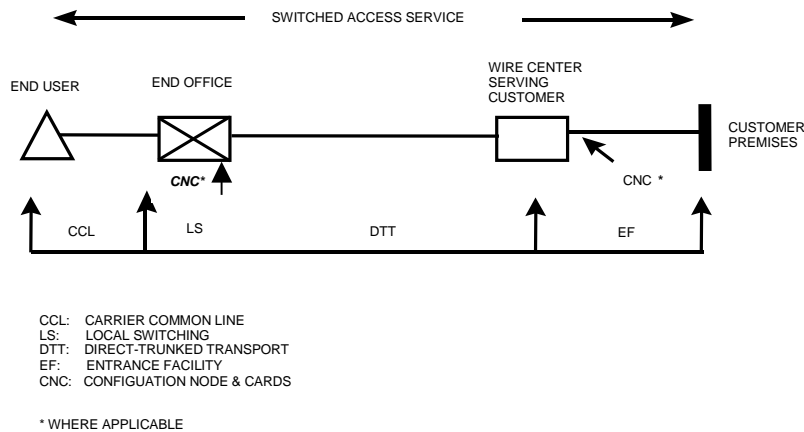 SWITCHED ACCESS SERVICE
END USER
END OFFICE
WIRE CENTER
SERVING
CUSTOMER
CUSTOMER
PREMISES
CNC*
CNC *
CCL
LS
DTT
EF
CCL: CARRIER COMMON LINE
LS: LOCAL SWITCHING
DTT: DIRECT-TRUNKED TRANSPORT
EF: ENTRANCE FACILITY
CNC: CONFIGUATION NODE & CARDS
* WHERE APPLICABLE